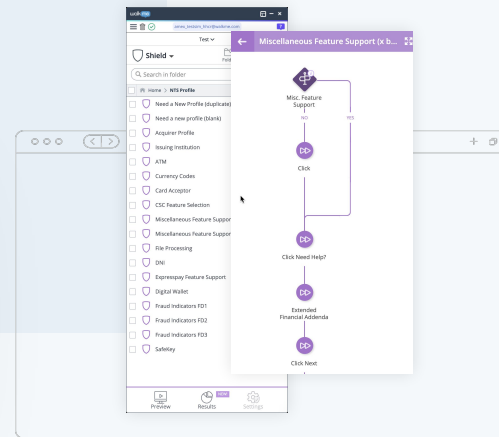 walkme
7
Test
Shield
Search in folder
Home > NTS Profile
Need a New Profile (duplicate)
Need a new profile (blank)
Acquirer Profile
Issuing Institution
ATM
Currency Codes
Card Acceptor
CSC Feature Selection
Miscellaneous Feature Suppor
Miscellaneous Feature Suppor
File Processing
DNI
Expresspay Feature Support
Digital Wallet
Fraud Indicators FD1
Fraud Indicators FD2
Fraud Indicators FD3
SafeKey
Preview
Results
NEW
Settings
Miscellaneous Feature Support (x b...
Misc. Feature
Support
NO
YES
Click
Click Need Help?
Extended
Financial Addenda
Click Next